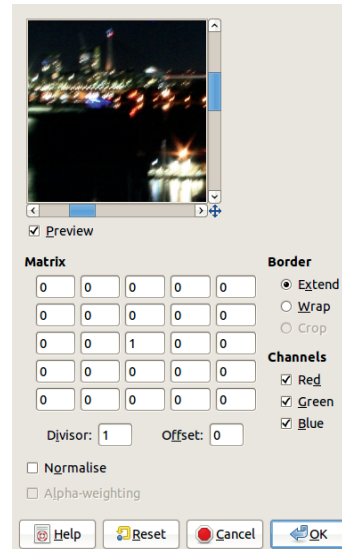 Preview
Matrix
0 0 0 0 0
0 0 0 0 0
0 0 1 0 0
0 0 0 0 0
0 0 0 0 0
Divisor: 1 Offset: 0
Normalise
Alpha-weighting
Border
Extend
Wrap
Crop
Channels
Red
Green
Blue
Help Reset Cancel OK